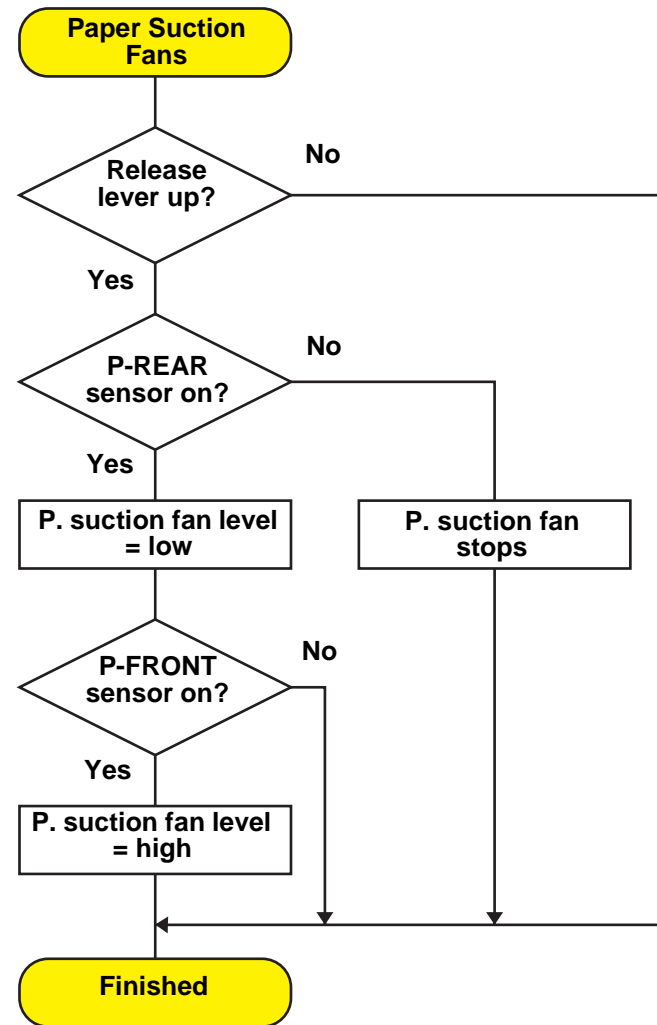 Paper Suction
Fans
Release
lever up?
No
Yes
P-REAR
sensor on?
No
Yes
P. suction fan level
= low
P. suction fan
stops
P-FRONT
sensor on?
No
Yes
P. suction fan level
= high
Finished